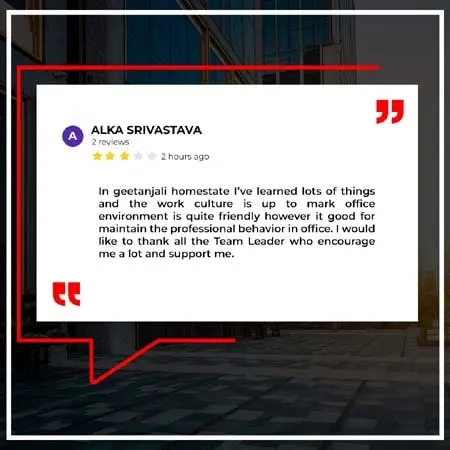 A
ALKA SRIVASTAVA
2 reviews
2 hours ago
In geetanjali homestate I've learned lots of things
and the work culture is up to mark office
environment is quite friendly however it good for
maintain the professional behavior in office. I would
like to thank all the Team Leader who encourage
me a lot and support me.